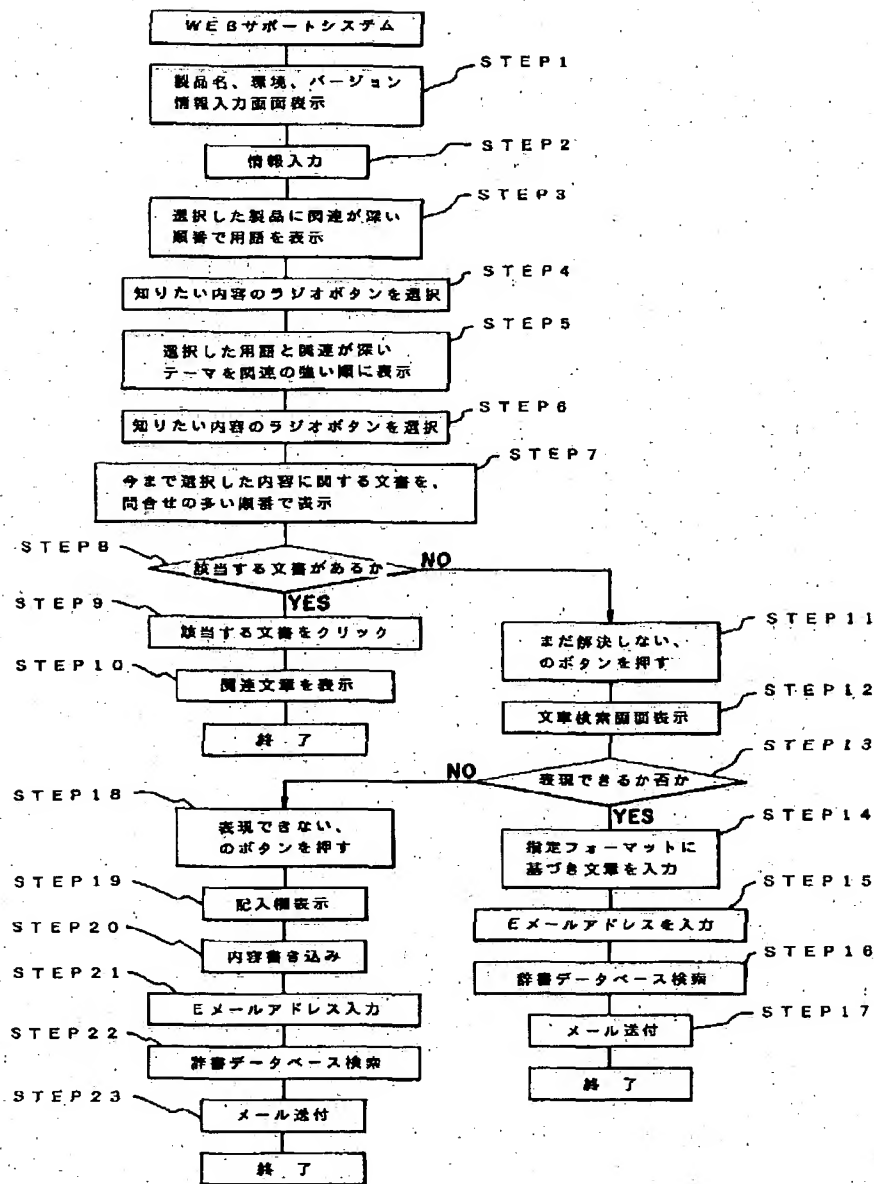 WEBサポートシステム
STEP1
製品名、環境、バージョン
情報入力画面表示
STEP2
情報入力
STEP3
選択した製品に関連が深い
順番で用語を表示
STEP4
知りたい内容のラジオボタンを選択
STEP5
選択した用語と関連が深い
テーマを関連の強い順に表示
STEP6
知りたい内容のラジオボタンを選択
STEP7
今まで選択した内容に関する文書を、
問合せの多い順番で表示
STEP8
該当する文書があるか
NO
YES
STEP9
該当する文書をクリック
STEP10
関連文章を表示
終了
STEP11
まだ解決しない、
のボタンを押す
STEP12
文章検索画面表示
STEP13
表現できるか否か
NO
YES
STEP14
指定フォーマットに
基づき文章を入力
STEP15
Eメールアドレスを入力
STEP16
辞書データベース検索
STEP17
メール送付
終了
STEP18
表現できない、
のボタンを押す
STEP19
記入欄表示
STEP20
内容書き込み
STEP21
Eメールアドレス入力
STEP22
辞書データベース検索
STEP23
メール送付
終了